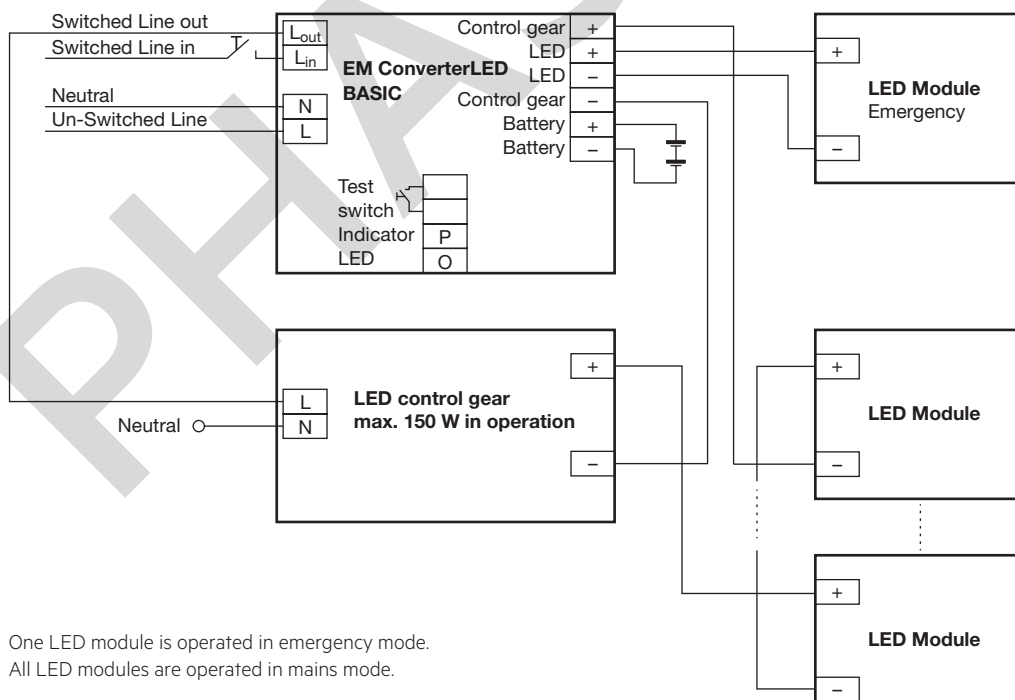 Switched Line out
Switched Line in
Neutral
Un-Switched Line
Lout
Lin
N
L
EM ConverterLED
BASIC
Control gear +
LED +
LED −
Control gear −
Battery +
Battery −
Test
switch
Indicator P
LED O
+
−
LED Module
Emergency
L
N
Neutral
LED control gear
max. 150 W in operation
+
−
+
−
LED Module
+
−
LED Module
One LED module is operated in emergency mode.
All LED modules are operated in mains mode.